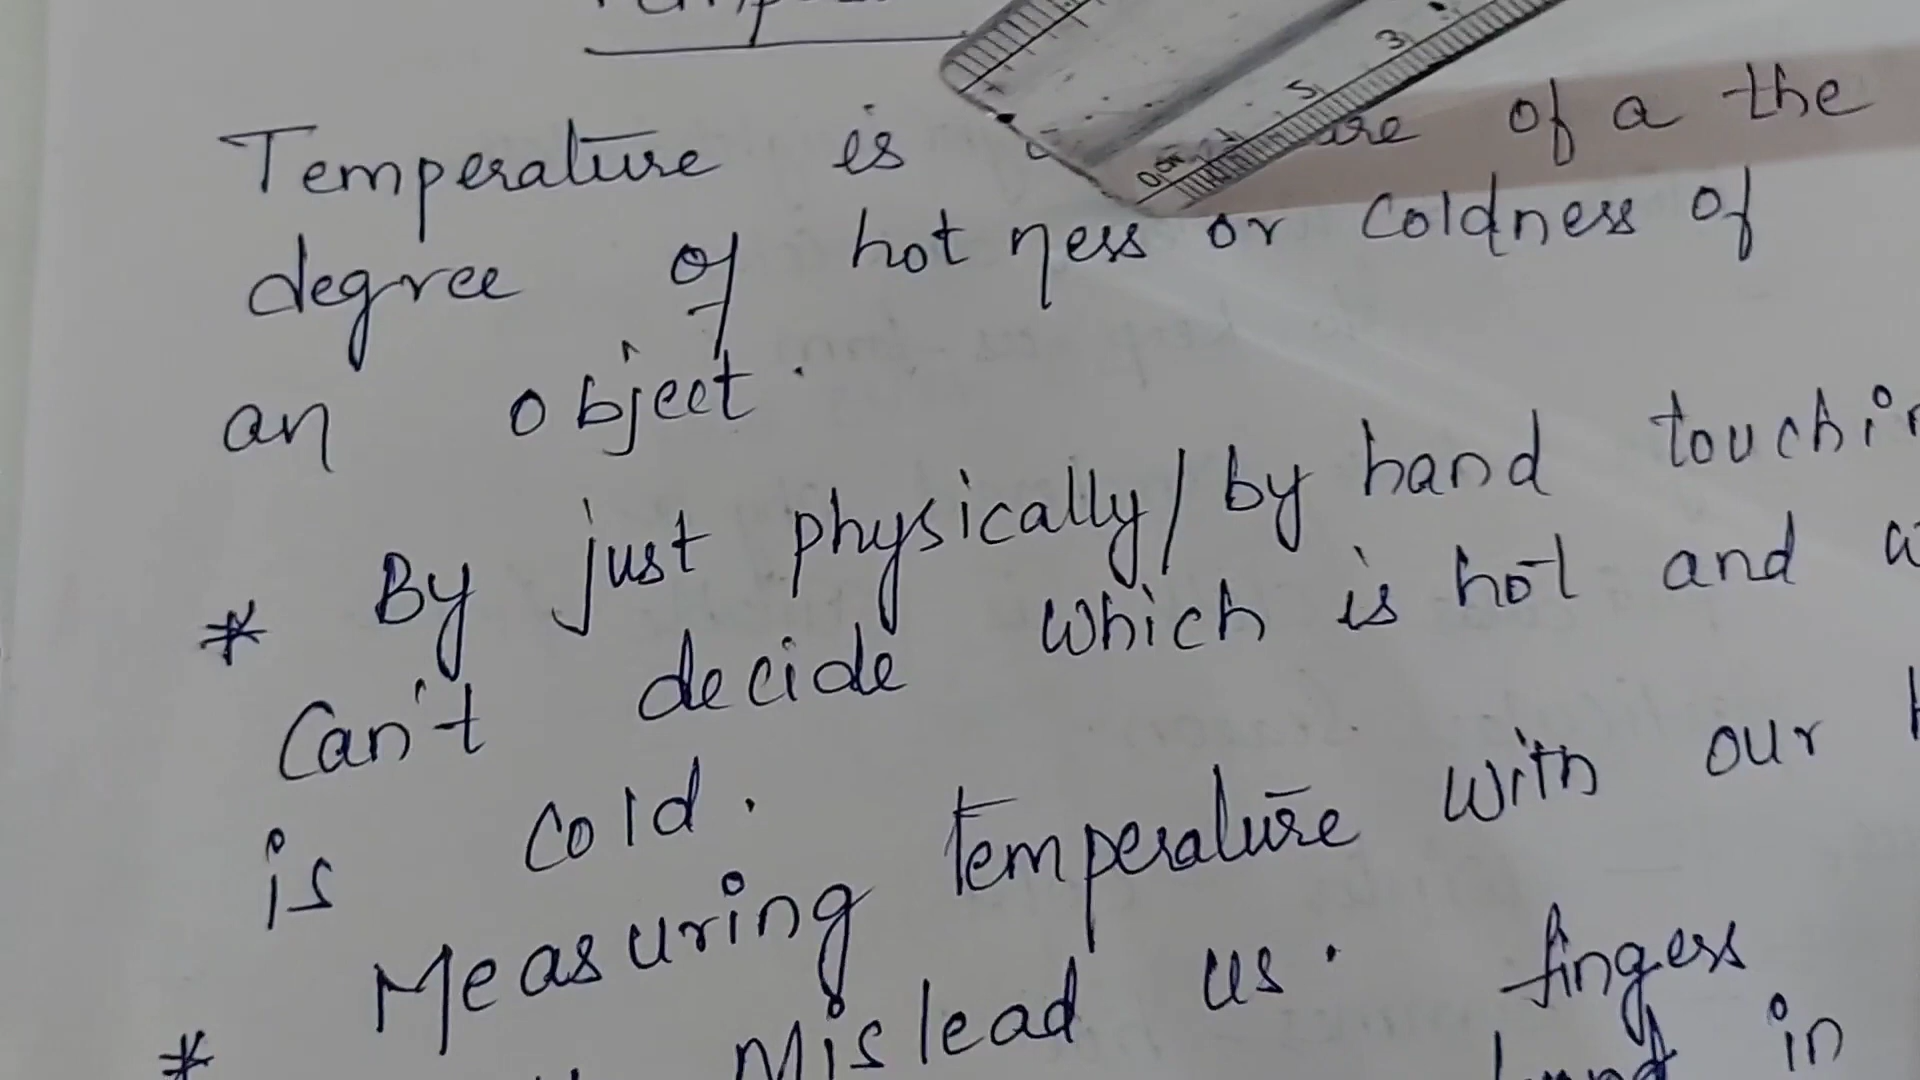 Temperature is of a the
degree of hot ness or coldness of
an object.
* By just physically/by hand
can't decide which is hot and
is cold.
* Measuring temperature with our
Mislead us. fingers
in